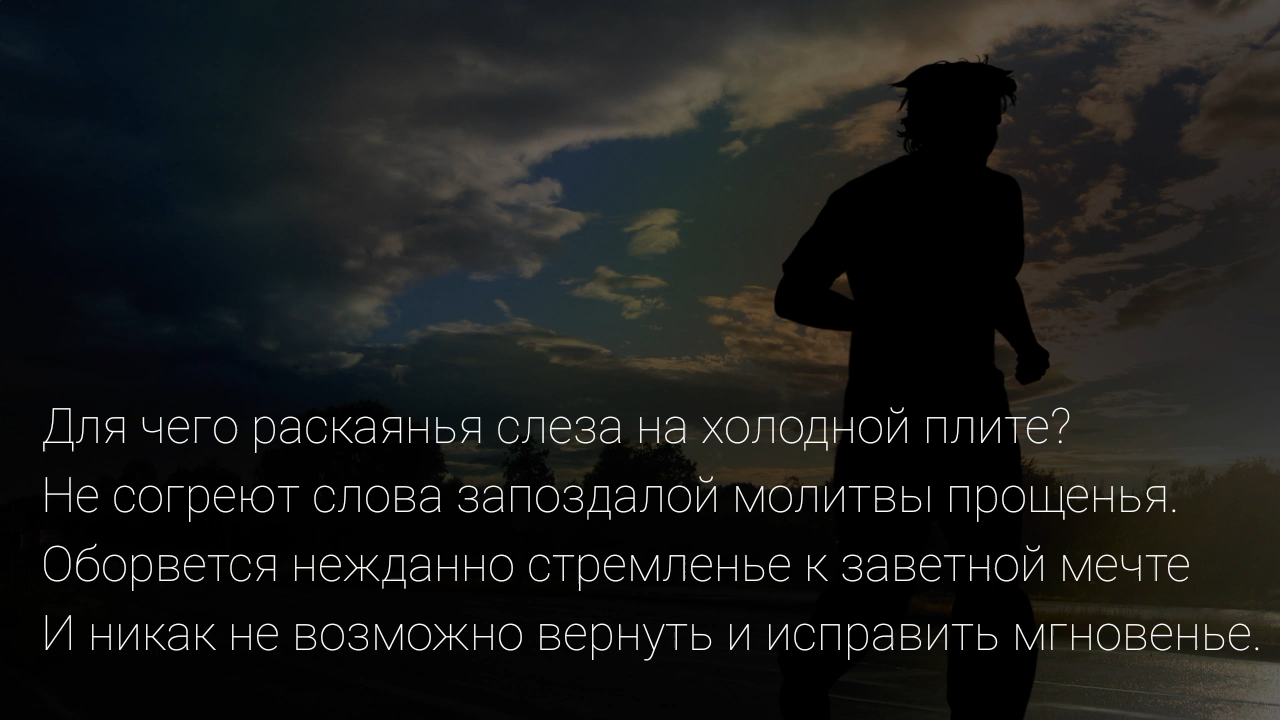 Для чего раскаянья слеза на холодной плите?
Не согреют слова запоздалой молитвы прощенья.
Оборвется нежданно стремленье к заветной мечте
И никак не возможно вернуть и исправить мгновенье.